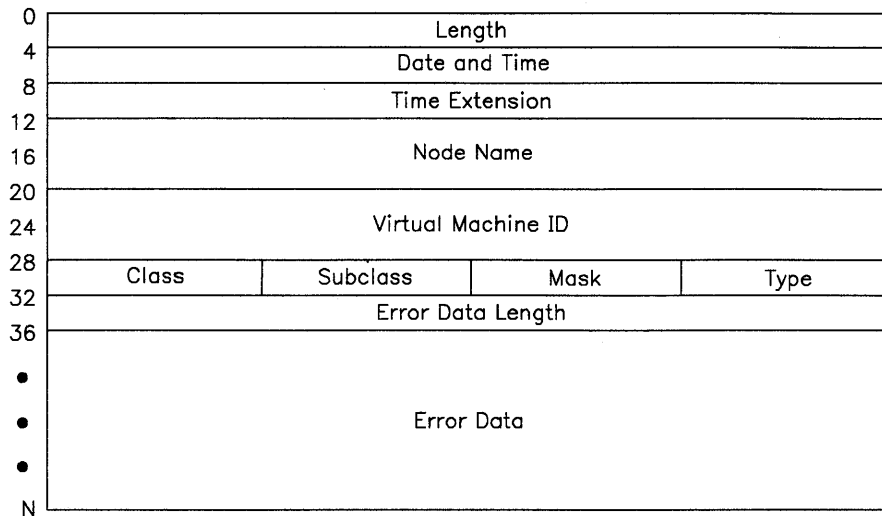 0
Length
4
Date and Time
8
Time Extension
12
Node Name
16
20
Virtual Machine ID
24
28
Class Subclass Mask Type
32
Error Data Length
36
Error Data
N